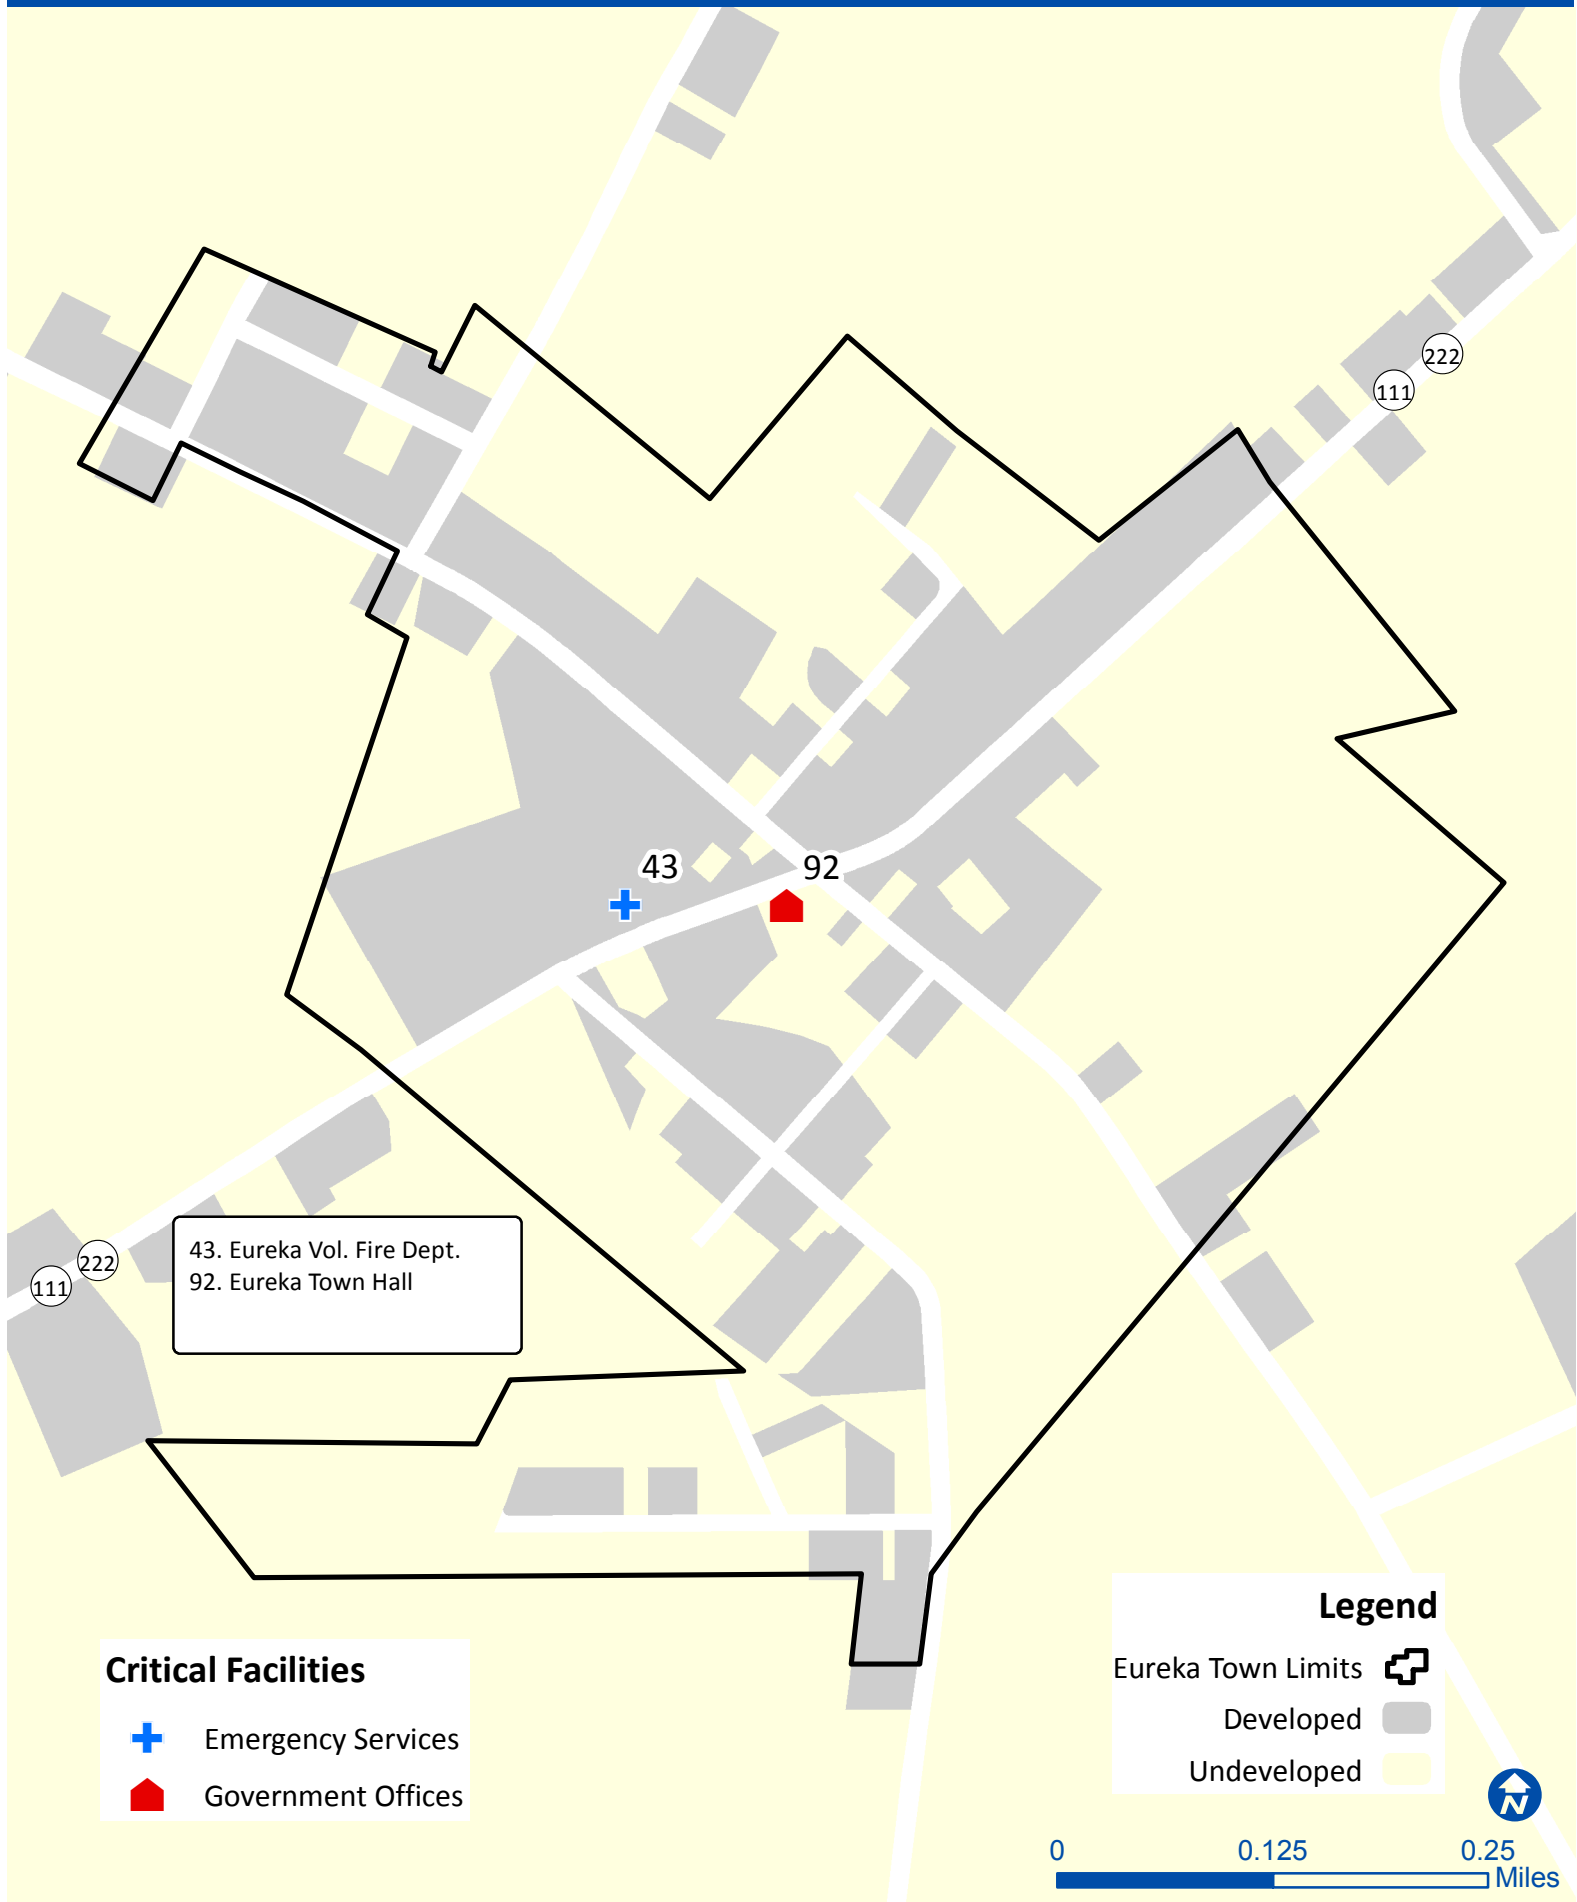 222
111
43
92
43. Eureka Vol. Fire Dept.
92. Eureka Town Hall
222
111
Critical Facilities
Emergency Services
Government Offices
Legend
Eureka Town Limits
Developed
Undeveloped
N
0 0.125 0.25
Miles